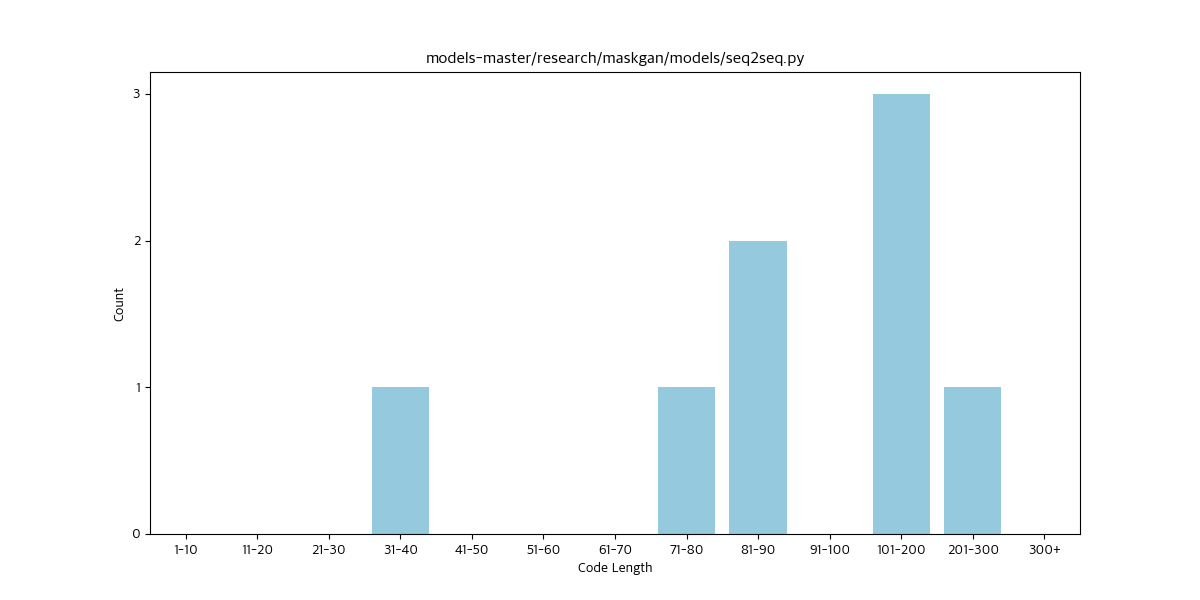 models-master/research/maskgan/models/seq2seq.py
3
2
1
0
Count
1-10 11-20 21-30 31-40 41-50 51-60 61-70 71-80 81-90 91-100 101-200 201-300 300+
Code Length